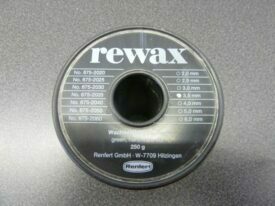 rewax
No. 675-2020 2,0 mm
No. 675-2025 2,5 mm
No. 675-2030 3,0 mm
No. 675-2035 3,5 mm
No. 675-2040 4,0 mm
No. 675-2050 5,0 mm
No. 675-2060 6,0 mm
250 g
Renfert GmbH · W-7709 Hilzingen
Renfert